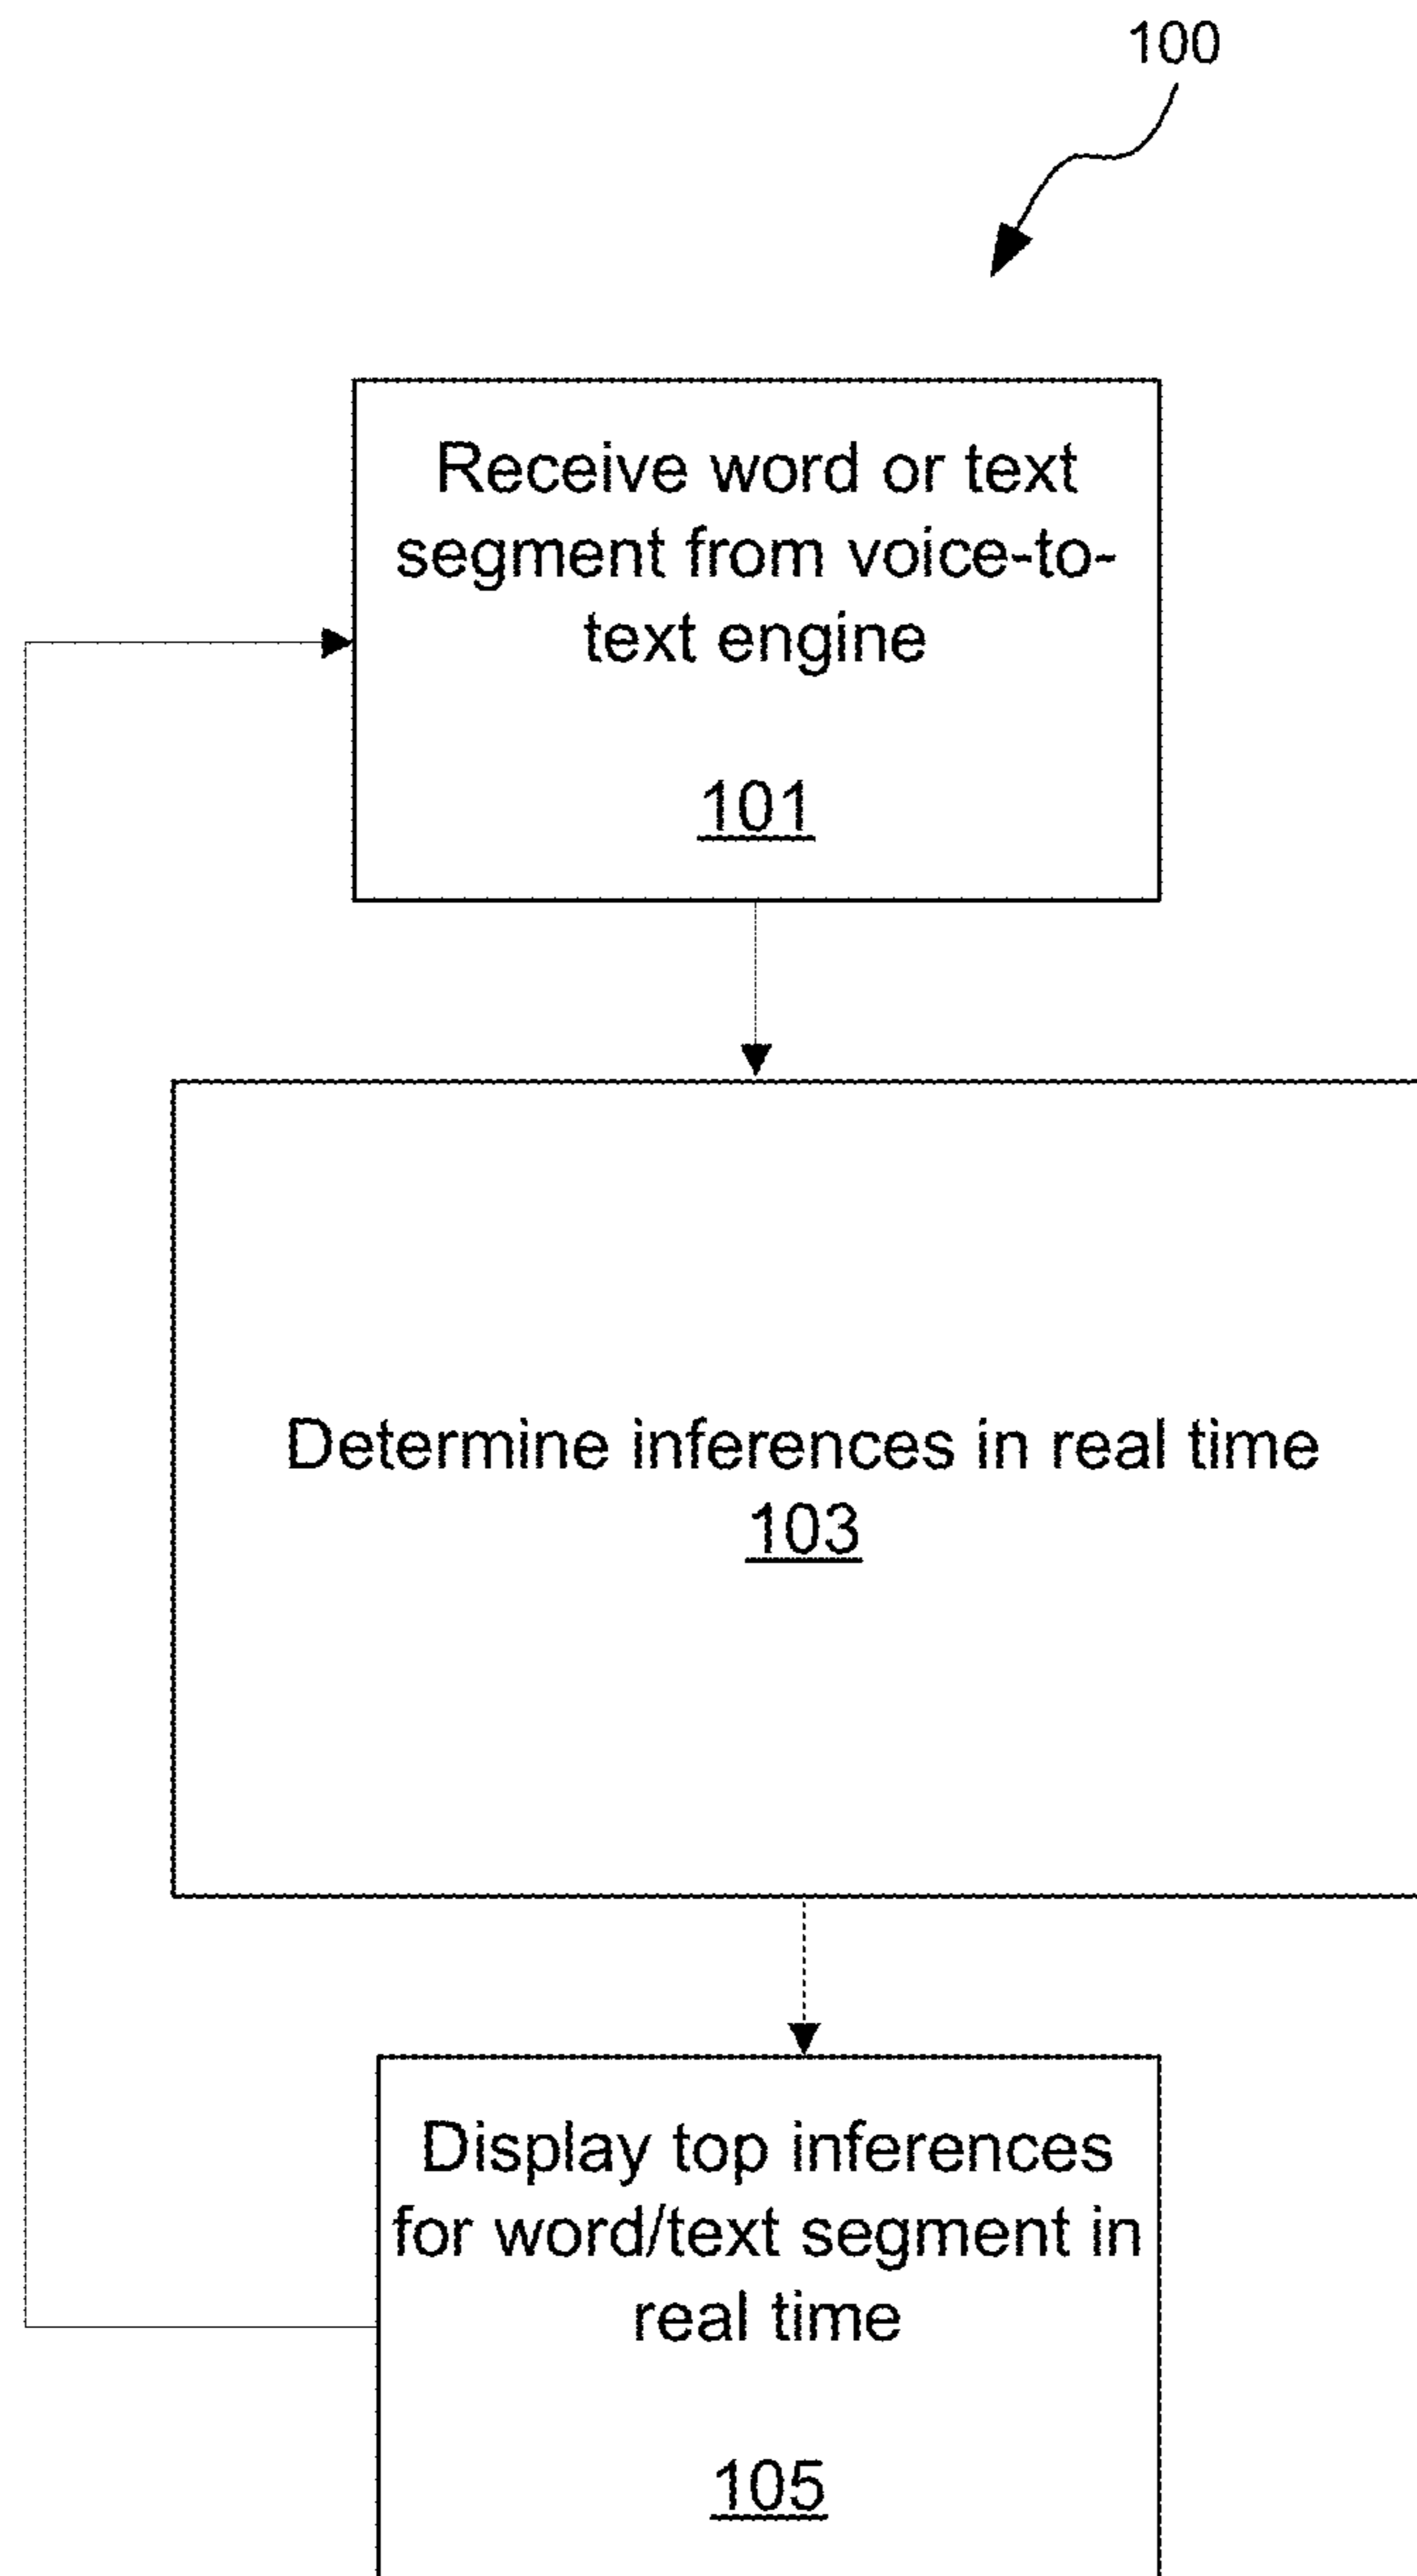 100
Receive word or text
segment from voice-to-
text engine
101
Determine inferences in real time
103
Display top inferences
for word/text segment in
real time
105